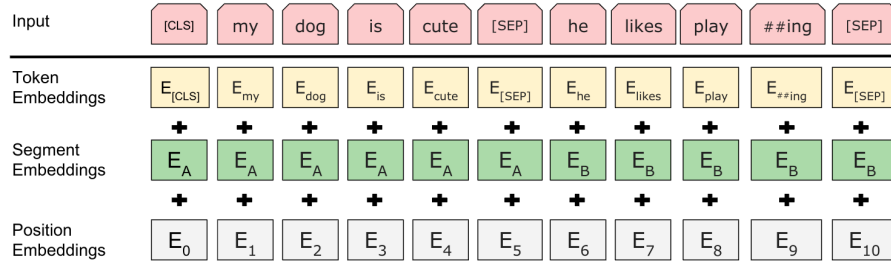 Input [CLS] my dog is cute [SEP] he likes play ##ing [SEP]
Token Embeddings E[CLS] Emy Edog Eis Ecute E[SEP] Ehe Elikes Eplay E##ing E[SEP]
+ + + + + + + + + + +
Segment Embeddings EA EA EA EA EA EA EB EB EB EB EB
+ + + + + + + + + + +
Position Embeddings E0 E1 E2 E3 E4 E5 E6 E7 E8 E9 E10